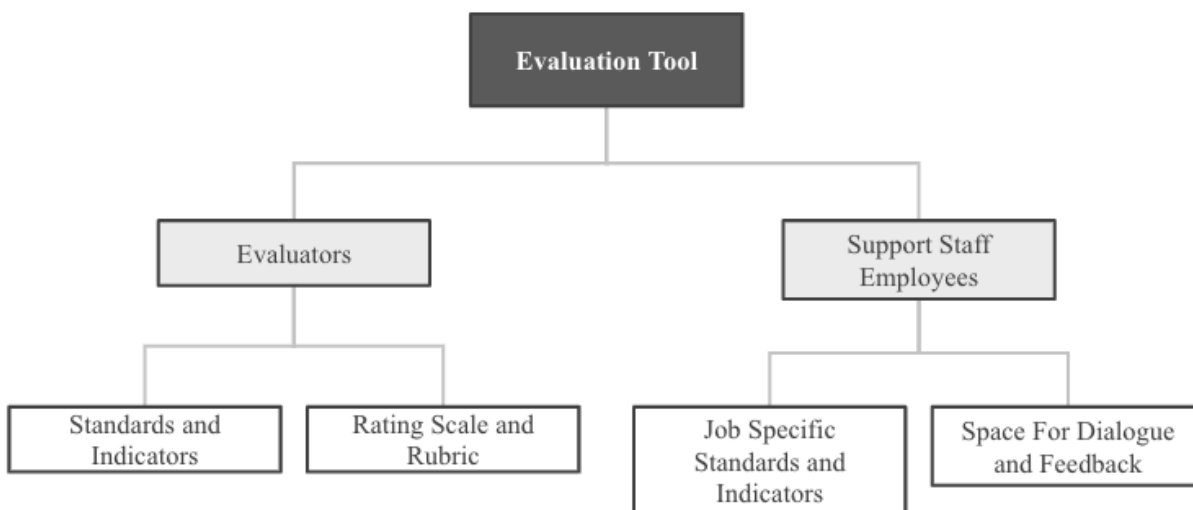 Evaluation Tool
Evaluators
Support Staff
Employees
Standards and
Indicators
Rating Scale and
Rubric
Job Specific
Standards and
Indicators
Space For Dialogue
and Feedback